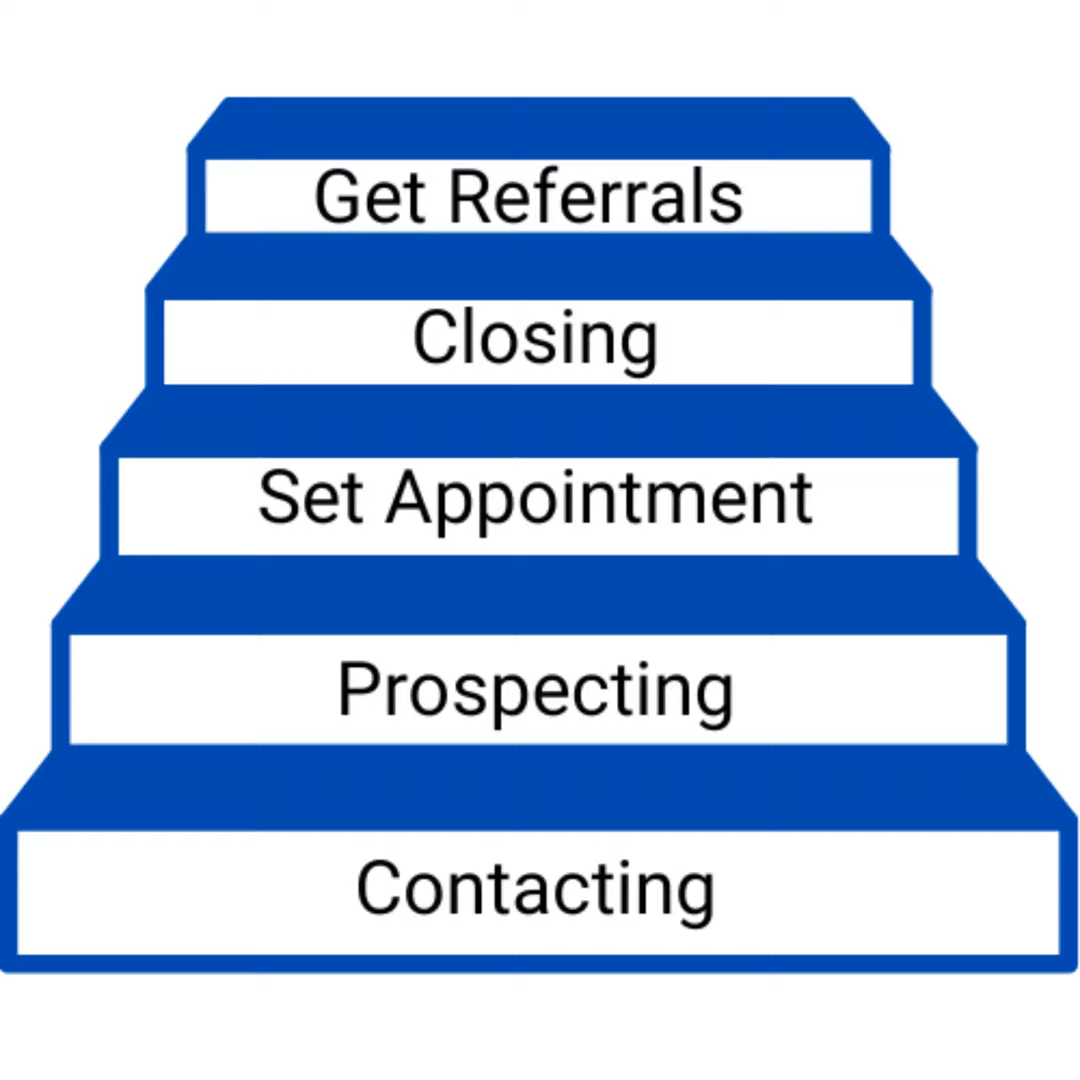 Get Referrals
Closing
Set Appointment
Prospecting
Contacting